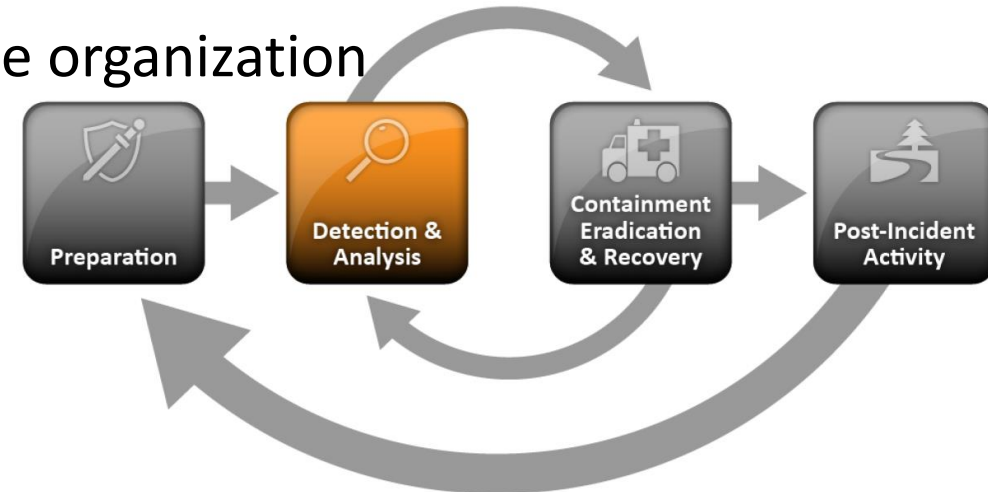 e organization
Preparation
Detection &
Analysis
Containment
Eradication
& Recovery
Post-Incident
Activity